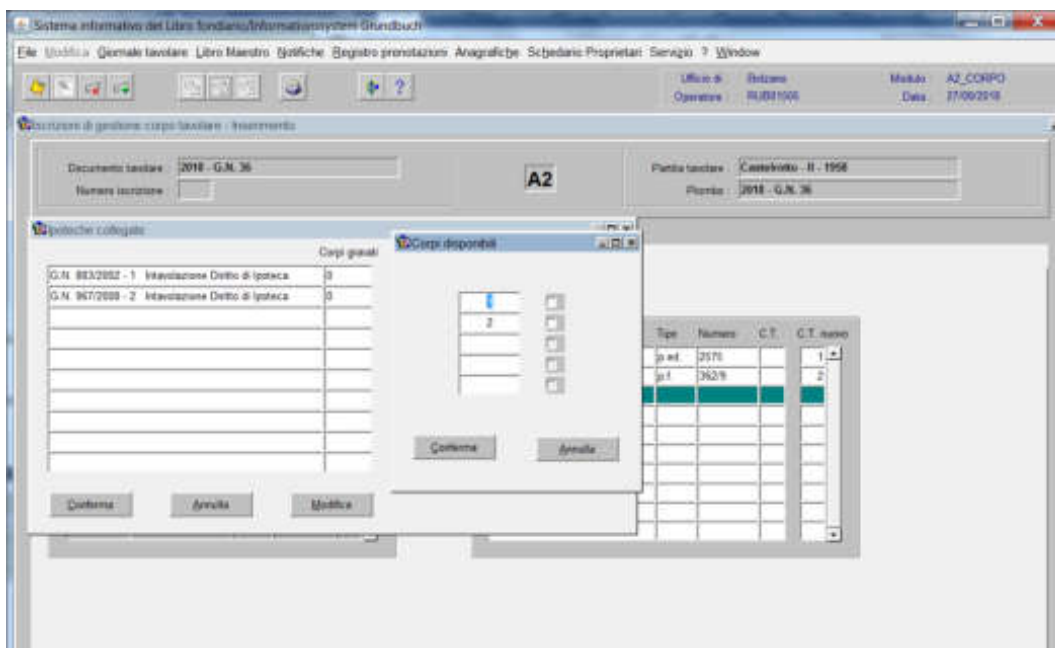 Sistema informativo del Libro fondiario/Informationssystem Grundbuch
File Modifica Giornale tavolare Libro Maestro Notifiche Registro prenotazioni Anagrafiche Schedario Proprietari Servizio ? Window
Ufficio di Bolzano Modulo A2_CORPO
Operatore Data 27/09/2018
Iscrizioni di gestione corpo tavolare - Inserimento
Documento tavolare 2018 - G.N. 36
Numero iscrizione
A2
Partita tavolare Castelrotto - II - 1958
Piombo 2018 - G.N. 36
Ipoteche collegate
Corpi gravati
G.N. 883/2002 - 1 Intavolazione Diritto di Ipoteca 0
G.N. 967/2008 - 2 Intavolazione Diritto di Ipoteca 0
Conferma Annulla Modifica
Corpi disponibili
1
2
Conferma Annulla
Tipo Numero C.T. C.T. nuovo
p.ed. 2575 1
p.f. 362/9 2